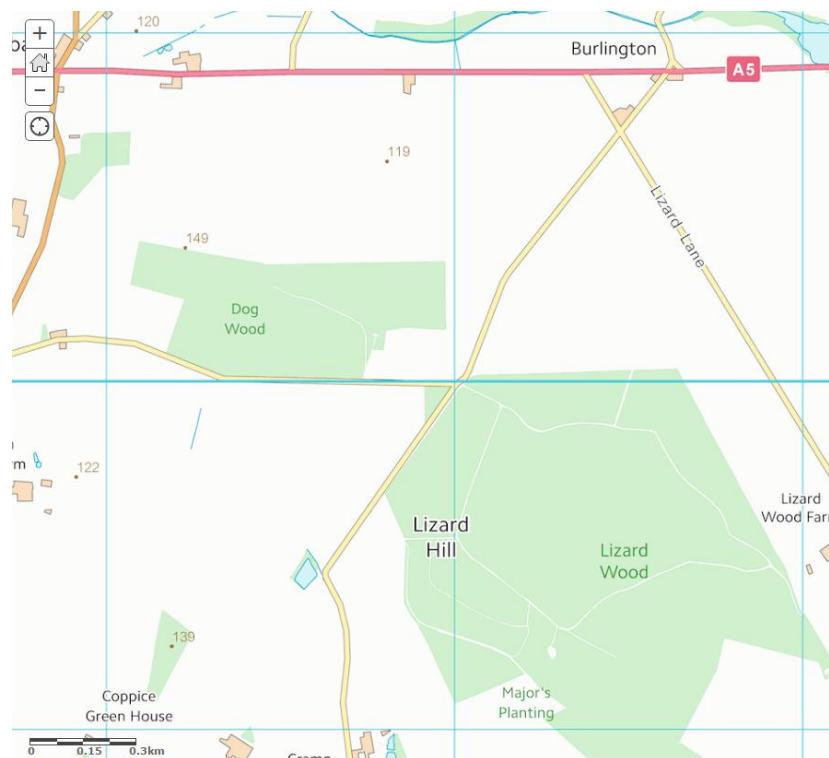 120
Burlington
A5
119
Lizard Lane
149
Dog
Wood
122
Lizard
Hill
Lizard
Wood Farm
Lizard
Wood
139
Coppice
Green House
Major's
Planting
0 0.15 0.3km